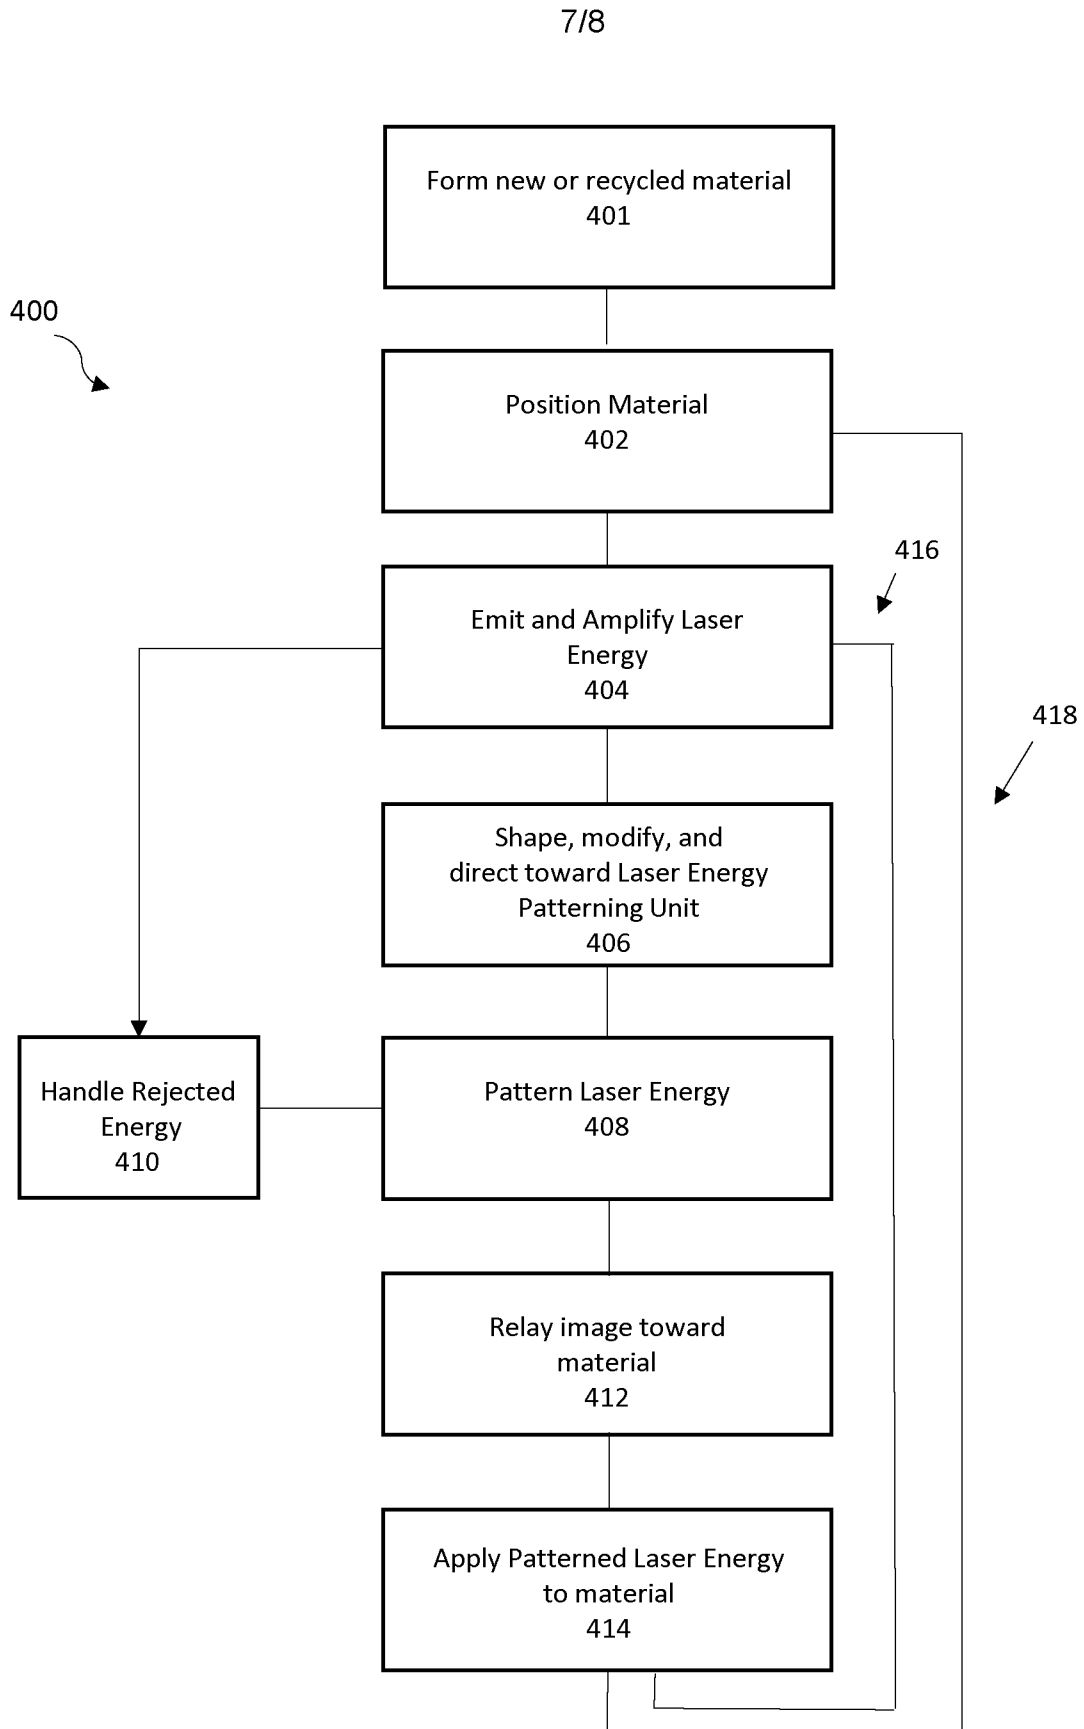 7/8
Form new or recycled material
401
400
Position Material
402
416
Emit and Amplify Laser
Energy
404
418
Shape, modify, and
direct toward Laser Energy
Patterning Unit
406
Handle Rejected
Energy
410
Pattern Laser Energy
408
Relay image toward
material
412
Apply Patterned Laser Energy
to material
414